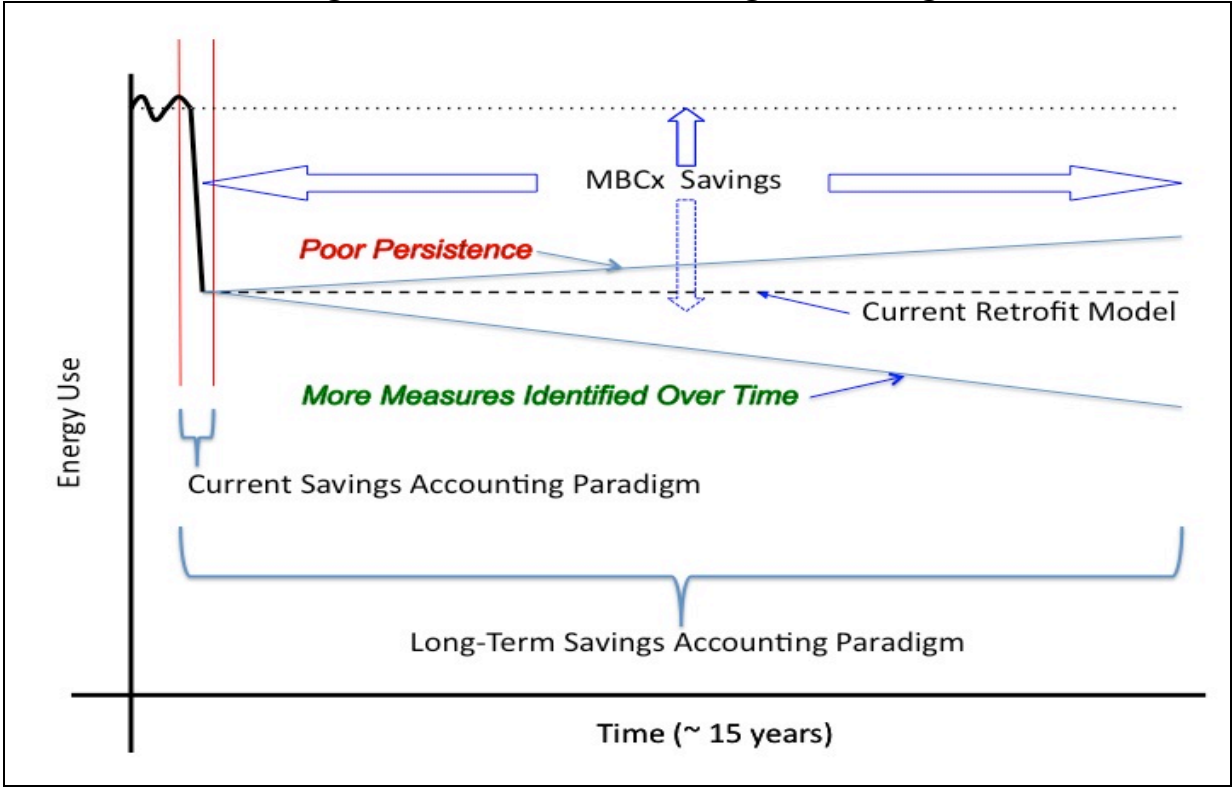 MBCx Savings
Poor Persistence
Current Retrofit Model
More Measures Identified Over Time
Energy Use
Current Savings Accounting Paradigm
Long-Term Savings Accounting Paradigm
Time (~ 15 years)